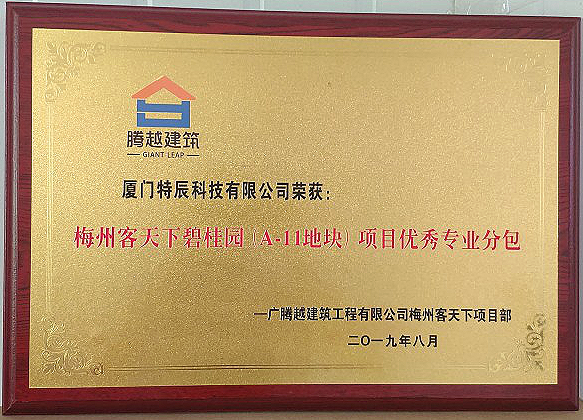 腾越建筑
GIANT LEAP
厦门特辰科技有限公司荣获：
梅州客天下碧桂园（A-11地块）项目优秀专业分包
—广腾越建筑工程有限公司梅州客天下项目部
二〇一九年八月